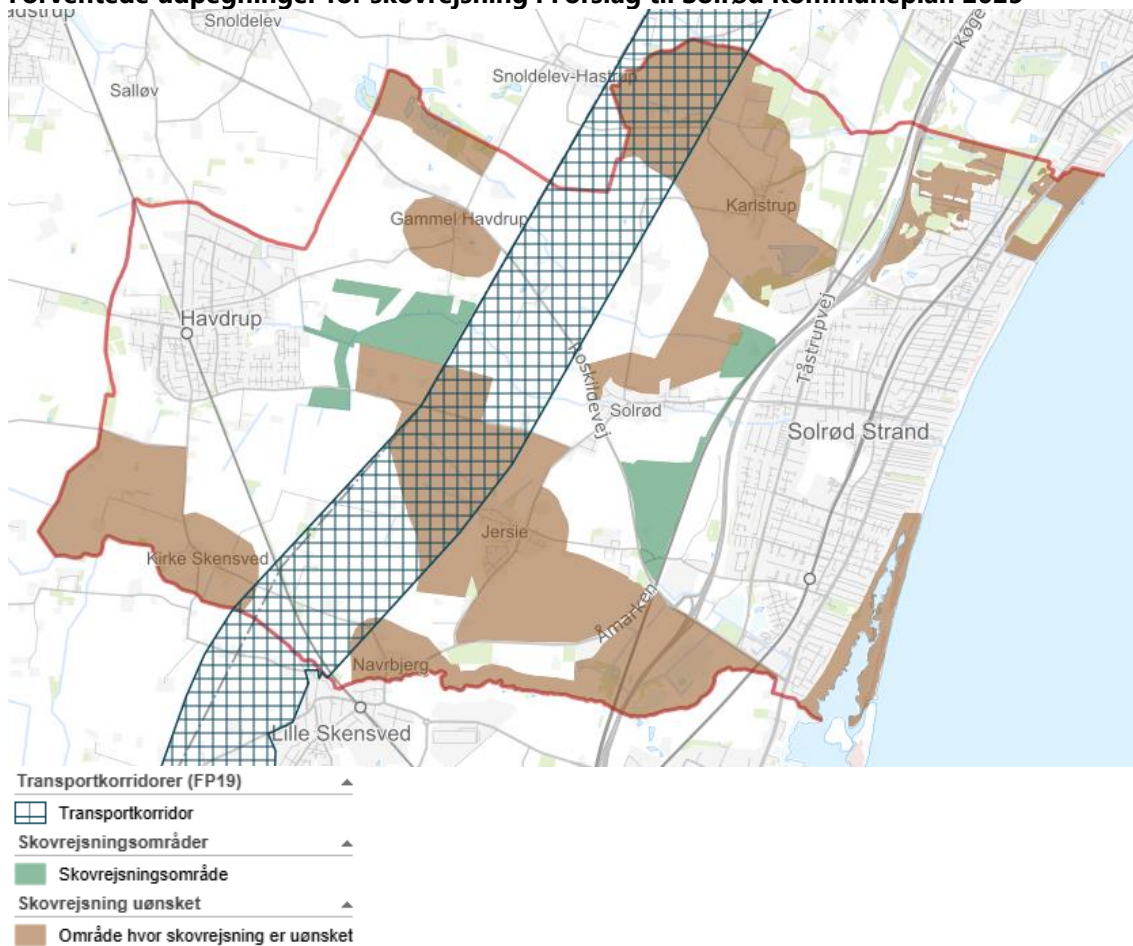 Forventede udpegninger for skovrejsning i Forslag til Solrød Kommuneplan 2025
Snoldelev
Køge
Salløv
Snoldelev-Hastrup
Karlstrup
Gammel Havdrup
Havdrup
Tåstrupvej
Roskildevej
Solrød
Solrød Strand
Jersie
Kirke Skensved
Åmarken
Navrbjerg
Lille Skensved
Transportkorridorer (FP19)
Transportkorridor
Skovrejsningsområder
Skovrejsningsområde
Skovrejsning uønsket
Område hvor skovrejsning er uønsket